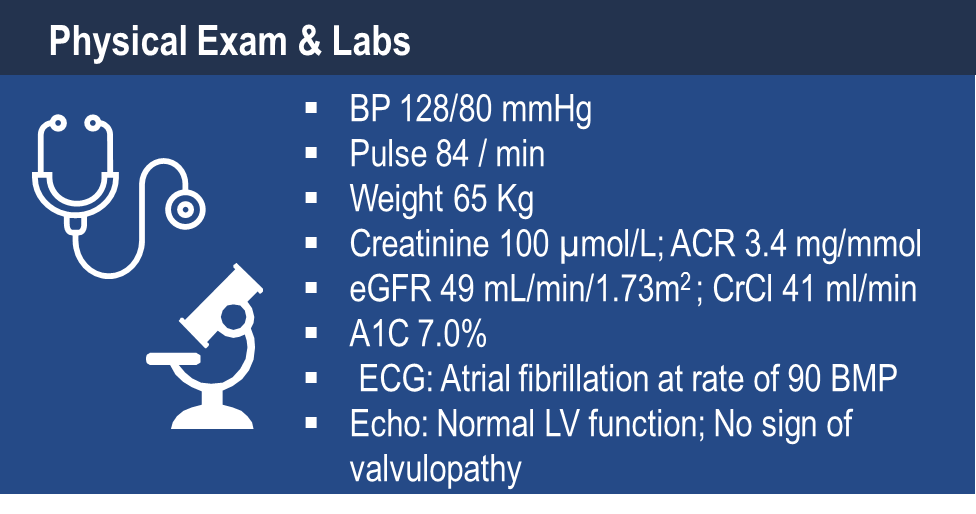 Physical Exam & Labs
▪ BP 128/80 mmHg
▪ Pulse 84 / min
▪ Weight 65 Kg
▪ Creatinine 100 µmol/L; ACR 3.4 mg/mmol
▪ eGFR 49 mL/min/1.73m² ; CrCl 41 ml/min
▪ A1C 7.0%
▪ ECG: Atrial fibrillation at rate of 90 BMP
▪ Echo: Normal LV function; No sign of
valvulopathy